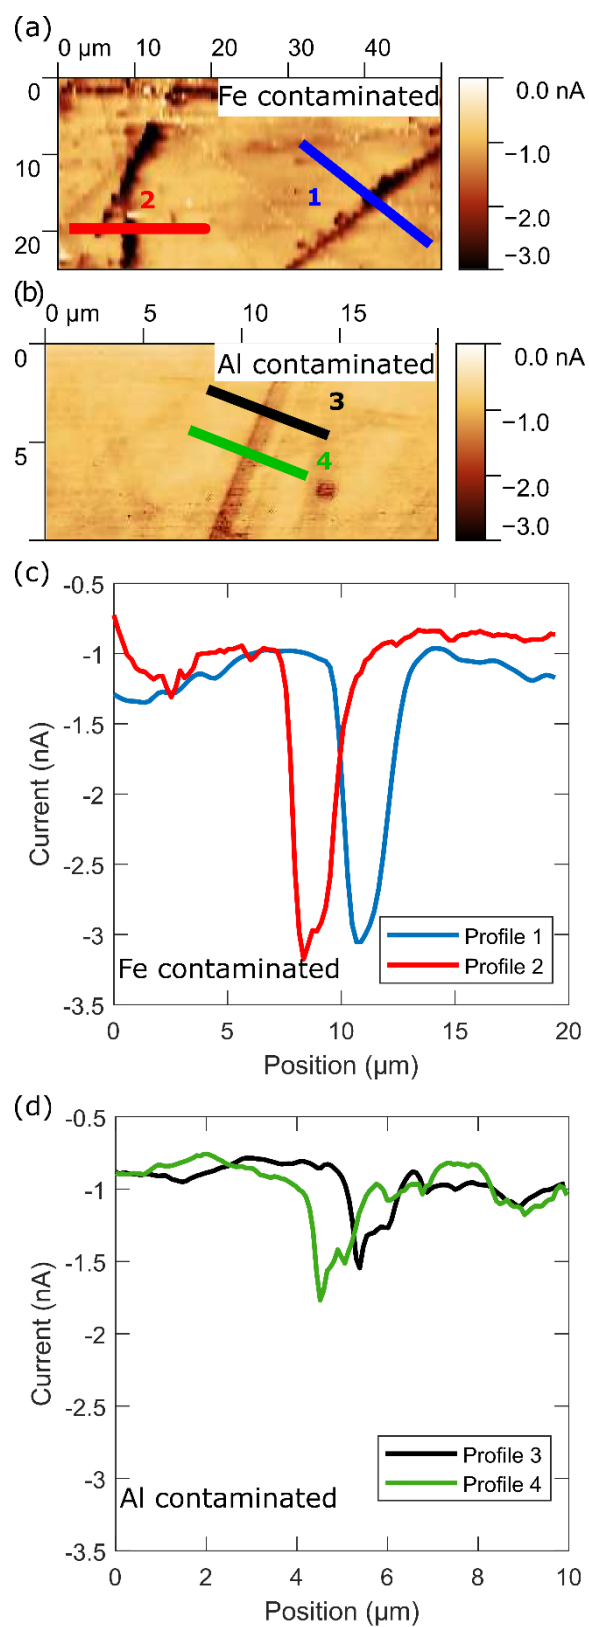 (a)
0 µm 10 20 30 40
0
10
20
Fe contaminated
2
1
0.0 nA
−1.0
−2.0
−3.0
(b)
0 µm 5 10 15
0
5
Al contaminated
3
4
0.0 nA
−1.0
−2.0
−3.0
(c)
-0.5
-1
-1.5
-2
-2.5
-3
-3.5
Current (nA)
Profile 1
Profile 2
Fe contaminated
0 5 10 15 20
Position (µm)
(d)
-0.5
-1
-1.5
-2
-2.5
-3
-3.5
Current (nA)
Profile 3
Profile 4
Al contaminated
0 2 4 6 8 10
Position (µm)